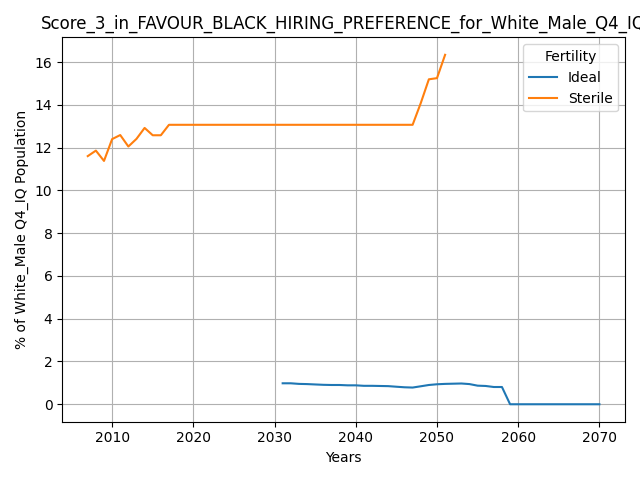 Score_3_in_FAVOUR_BLACK_HIRING_PREFERENCE_for_White_Male_Q4_IQ
Fertility
Ideal
Sterile
% of White_Male Q4_IQ Population
16
14
12
10
8
6
4
2
0
2010 2020 2030 2040 2050 2060 2070
Years